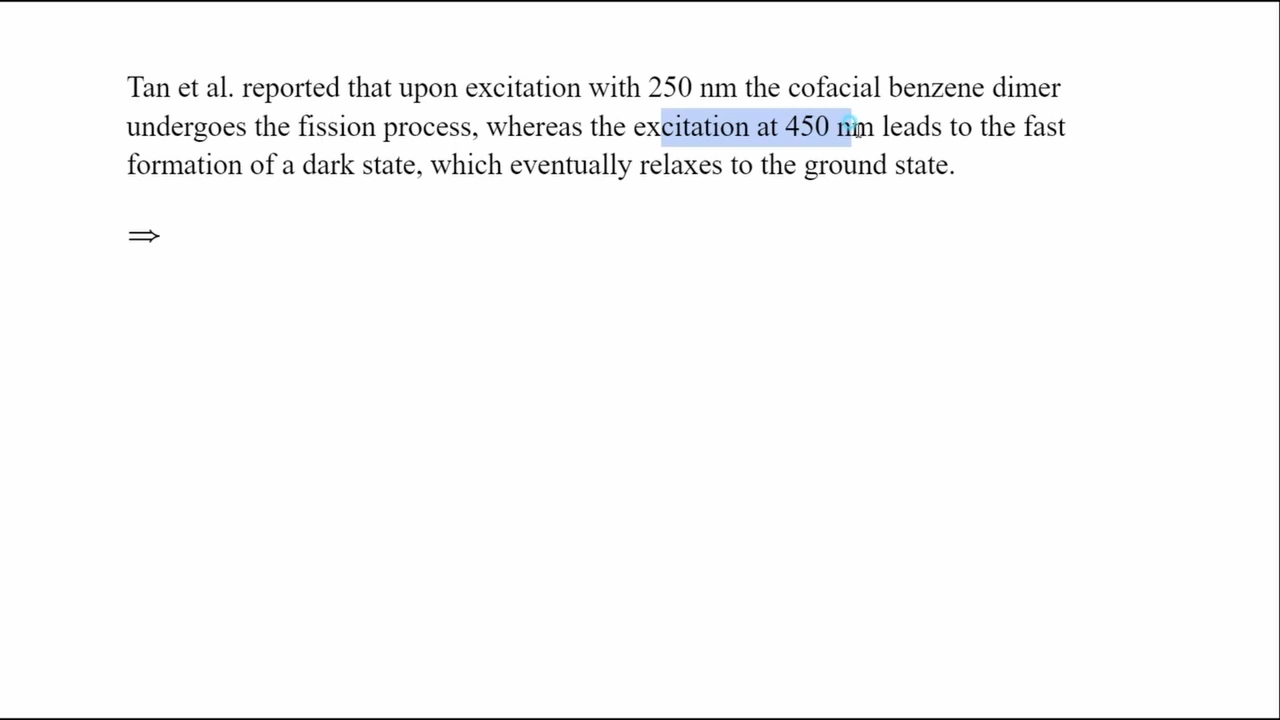 Tan et al. reported that upon excitation with 250 nm the cofacial benzene dimer
undergoes the fission process, whereas the excitation at 450 nm leads to the fast
formation of a dark state, which eventually relaxes to the ground state.
⇒